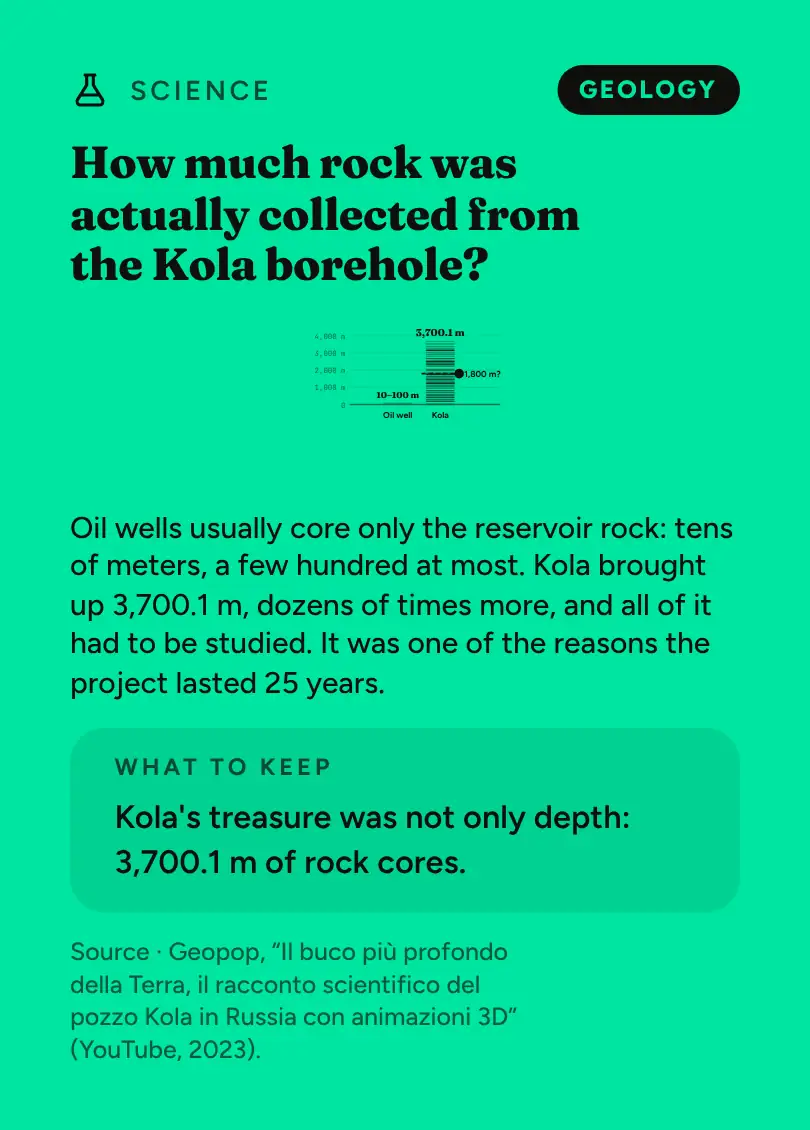 SCIENCE
GEOLOGY
How much rock was
actually collected from
the Kola borehole?
4,000 m
3,700.1 m
3,000 m
2,000 m
1,800 m?
1,000 m
10–100 m
0
Oil well
Kola
Oil wells usually core only the reservoir rock: tens
of meters, a few hundred at most. Kola brought
up 3,700.1 m, dozens of times more, and all of it
had to be studied. It was one of the reasons the
project lasted 25 years.
WHAT TO KEEP
Kola's treasure was not only depth:
3,700.1 m of rock cores.
Source · Geopop, “Il buco più profondo
della Terra, il racconto scientifico del
pozzo Kola in Russia con animazioni 3D”
(YouTube, 2023).